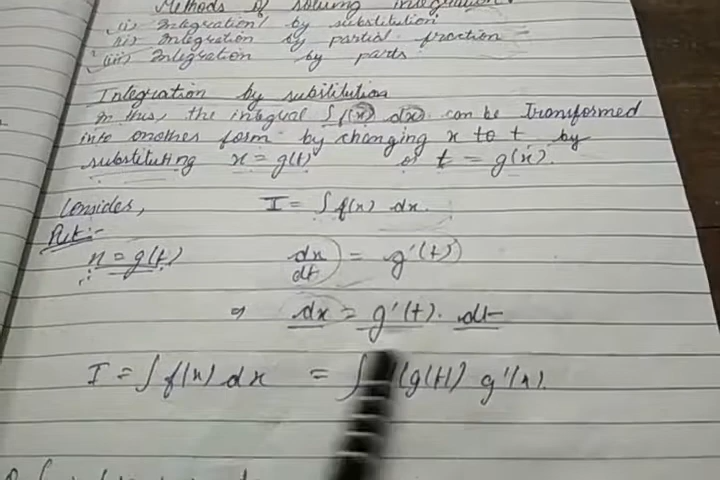 Methods of solving integration:
(i) Integration by substitution
(ii) Integration by partial fraction
(iii) Integration by parts
Integration by substitution
In this, the integral ∫f(x) dx. can be Transformed
into another form by changing x to t by
substituting x = g(t) or t = g(x).
Consider, I = ∫f(x) dx.
Put:-
x = g(t) dx/dt = g'(t)
⇒ dx = g'(t). dt
I = ∫f(x) dx = ∫ (g(t)) g'(x).